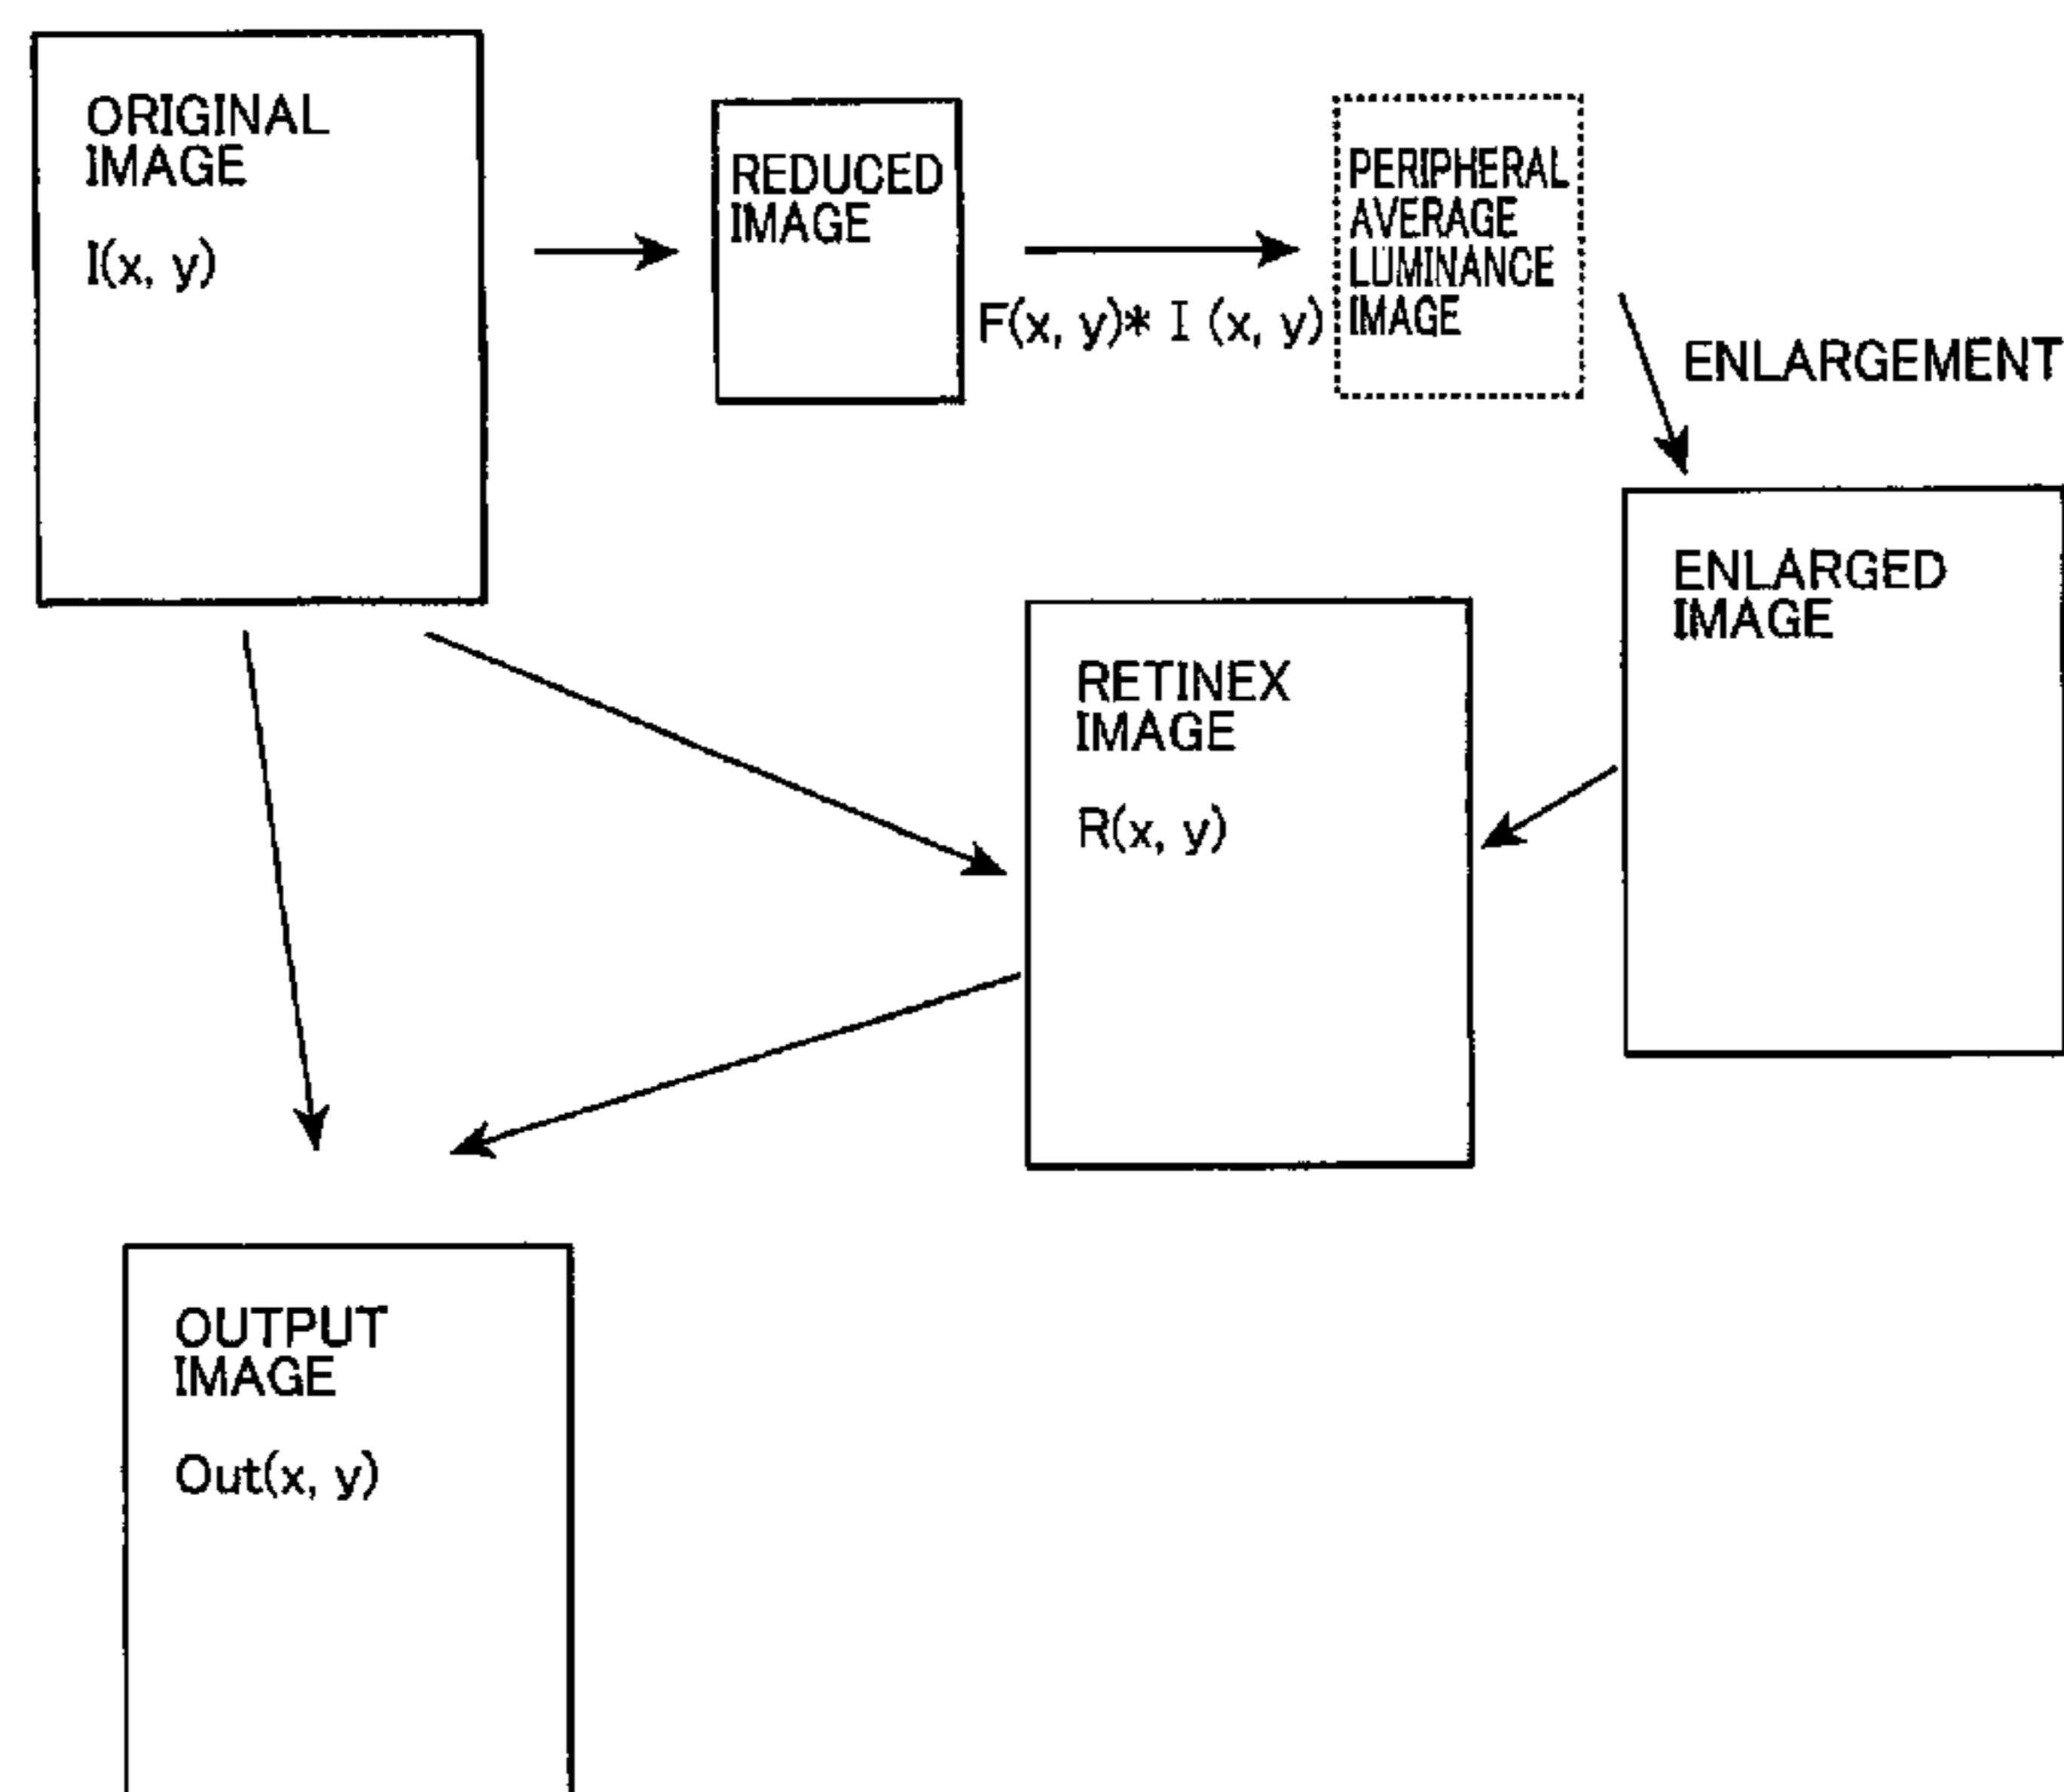 ORIGINAL
IMAGE
I(x, y)
REDUCED
IMAGE
F(x, y)* I (x, y)
PERIPHERAL
AVERAGE
LUMINANCE
IMAGE
ENLARGEMENT
ENLARGED
IMAGE
RETINEX
IMAGE
R(x, y)
OUTPUT
IMAGE
Out(x, y)